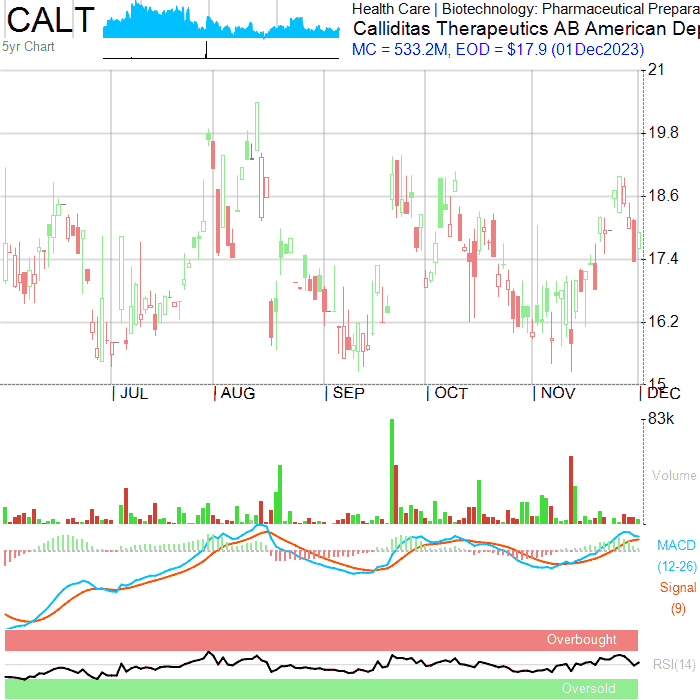 CALT
5yr Chart
Health Care | Biotechnology: Pharmaceutical Prepara
Calliditas Therapeutics AB American Dep
MC = 533.2M, EOD = $17.9 (01Dec2023)
21
19.8
18.6
17.4
16.2
15
| JUL | AUG | SEP | OCT | NOV | DEC
83k
Volume
MACD
(12-26)
Signal
(9)
Overbought
RSI(14)
Oversold